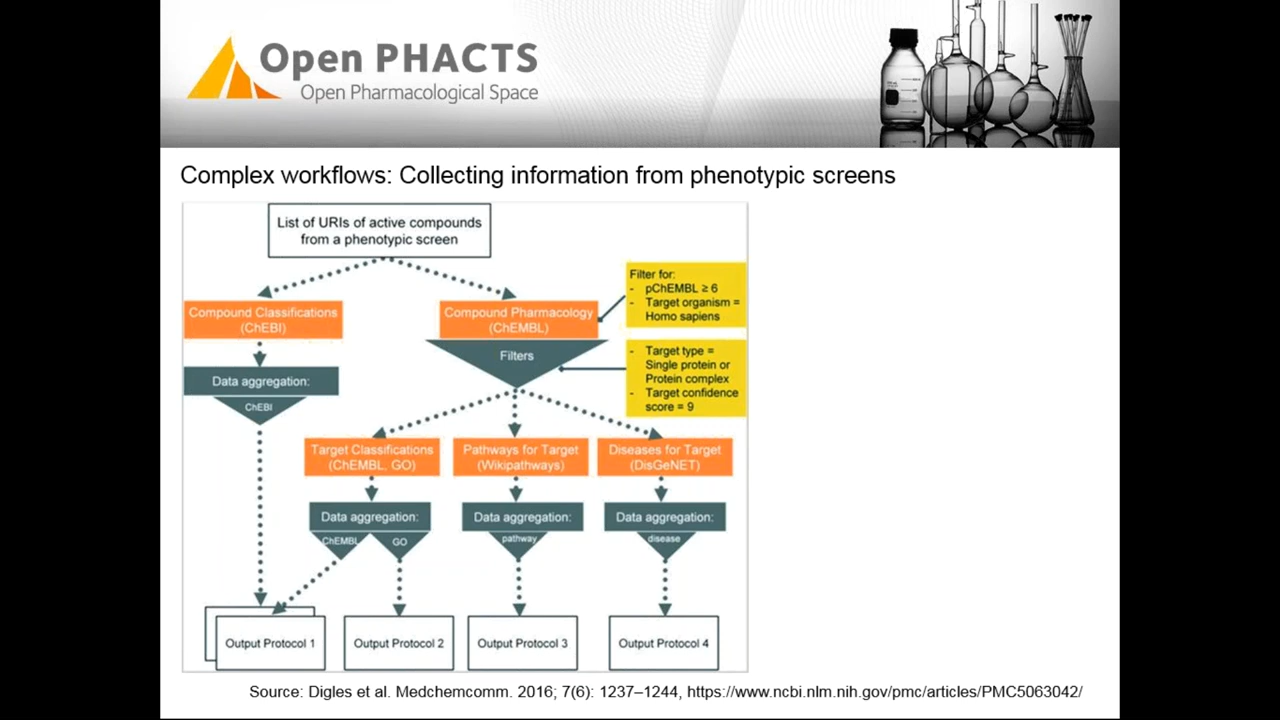 Open PHACTS
Open Pharmacological Space
Complex workflows: Collecting information from phenotypic screens
List of URIs of active compounds
from a phenotypic screen
Filter for:
- pChEMBL ≥ 6
- Target organism =
Homo sapiens
Compound Classifications
(ChEBI)
Compound Pharmacology
(ChEMBL)
Filters
- Target type =
Single protein or
Protein complex
- Target confidence
score = 9
Data aggregation:
ChEBI
Target Classifications
(ChEMBL, GO)
Pathways for Target
(Wikipathways)
Diseases for Target
(DisGeNET)
Data aggregation:
ChEMBL
GO
Data aggregation:
pathway
Data aggregation:
disease
Output Protocol 1
Output Protocol 2
Output Protocol 3
Output Protocol 4
Source: Digles et al. Medchemcomm. 2016; 7(6): 1237–1244, https://www.ncbi.nlm.nih.gov/pmc/articles/PMC5063042/